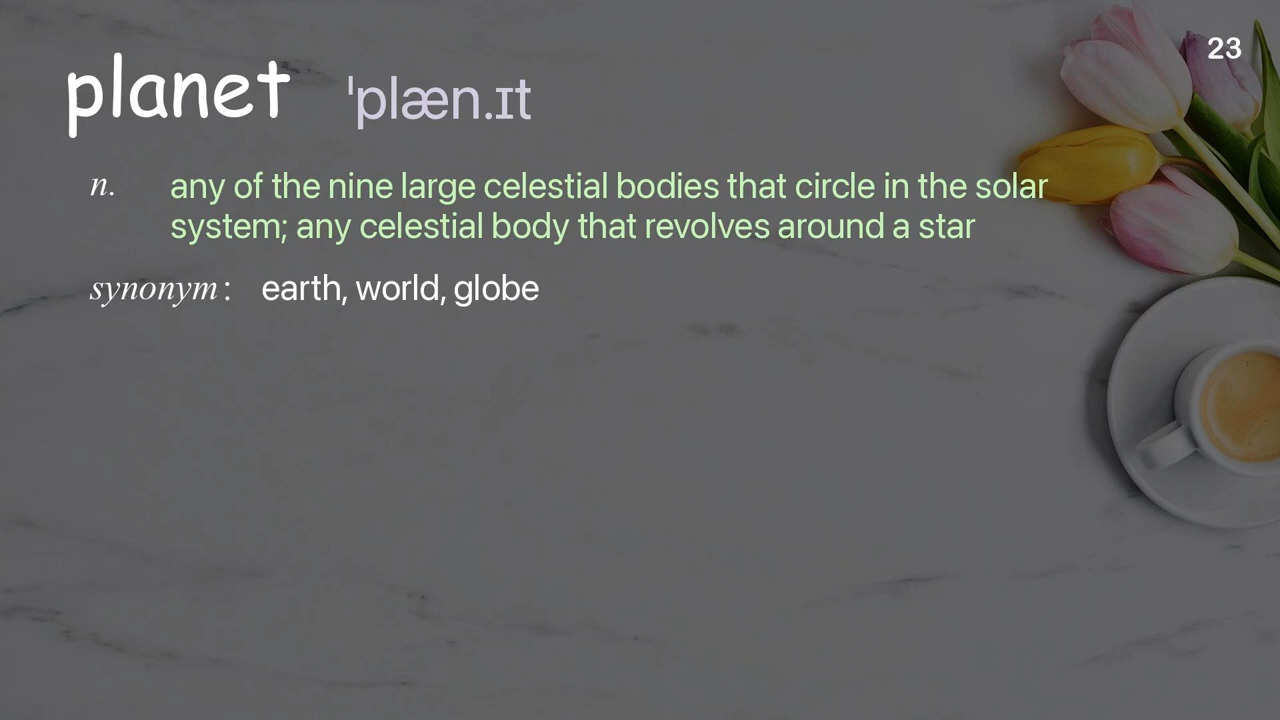 23
planet ˈplæn.ɪt
n. any of the nine large celestial bodies that circle in the solar
system; any celestial body that revolves around a star
synonym : earth, world, globe